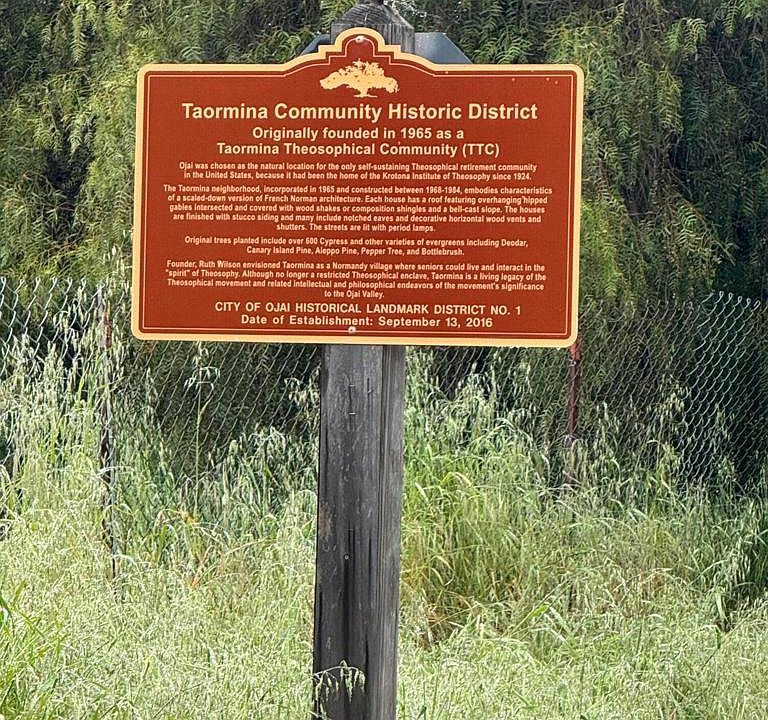 Taormina Community Historic District
Originally founded in 1965 as a
Taormina Theosophical Community (TTC)
Ojai was chosen as the natural location for the only self-sustaining Theosophical retirement community
in the United States, because it had been the home of the Krotona Institute of Theosophy since 1924.
The Taormina neighborhood, incorporated in 1965 and constructed between 1968-1984, embodies characteristics
of a scaled-down version of French Norman architecture. Each house has a roof featuring overhanging hipped
gables intersected and covered with wood shakes or composition shingles and a bell-cast slope. The houses
are finished with stucco siding and many include notched eaves and decorative horizontal wood vents and
shutters. The streets are lit with period lamps.
Original trees planted include over 600 Cypress and other varieties of evergreens including Deodar,
Canary Island Pine, Aleppo Pine, Pepper Tree, and Bottlebrush.
Founder, Ruth Wilson envisioned Taormina as a Normandy village where seniors could live and interact in the
"spirit" of Theosophy. Although no longer a restricted Theosophical enclave, Taormina is a living legacy of the
Theosophical movement and related intellectual and philosophical endeavors of the movement's significance
to the Ojai Valley.
CITY OF OJAI HISTORICAL LANDMARK DISTRICT NO. 1
Date of Establishment: September 13, 2016